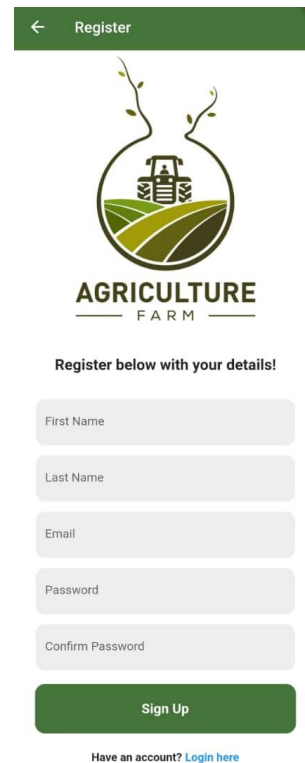 Register
AGRICULTURE
FARM
Register below with your details!
First Name
Last Name
Email
Password
Confirm Password
Sign Up
Have an account? Login here